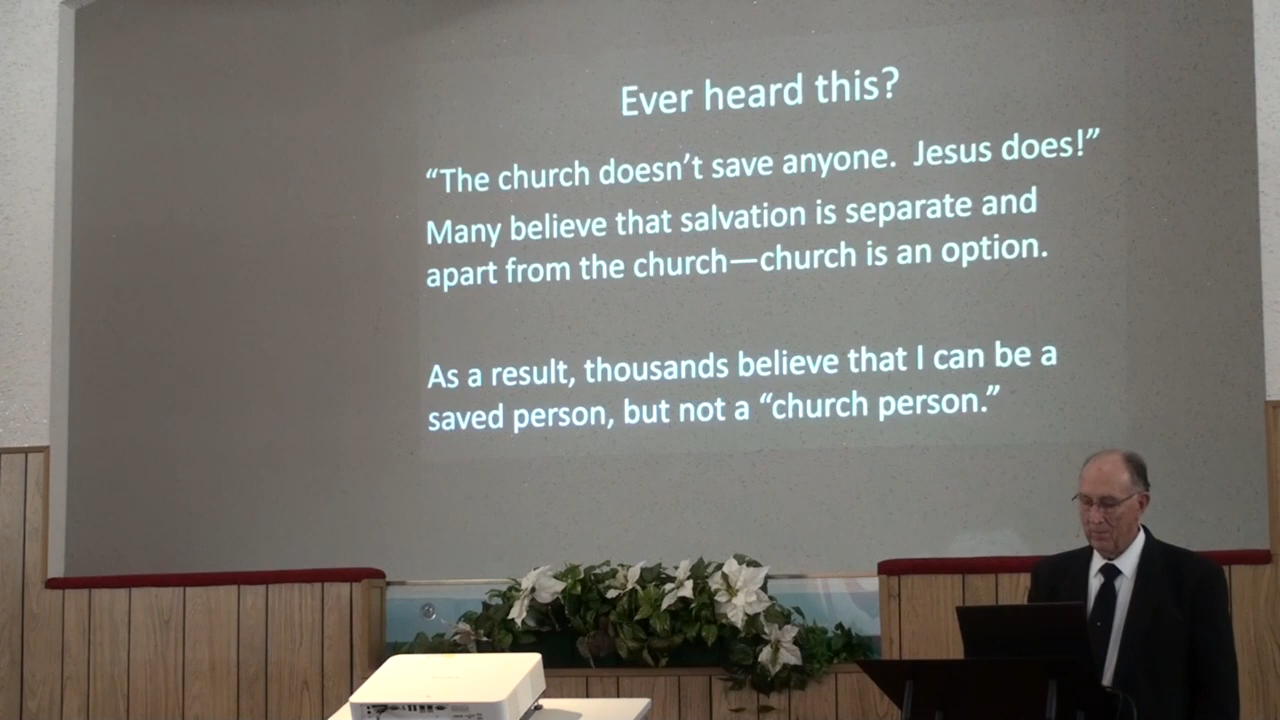 Ever heard this?
“The church doesn’t save anyone.  Jesus does!”
Many believe that salvation is separate and
apart from the church—church is an option.
As a result, thousands believe that I can be a
saved person, but not a “church person.”